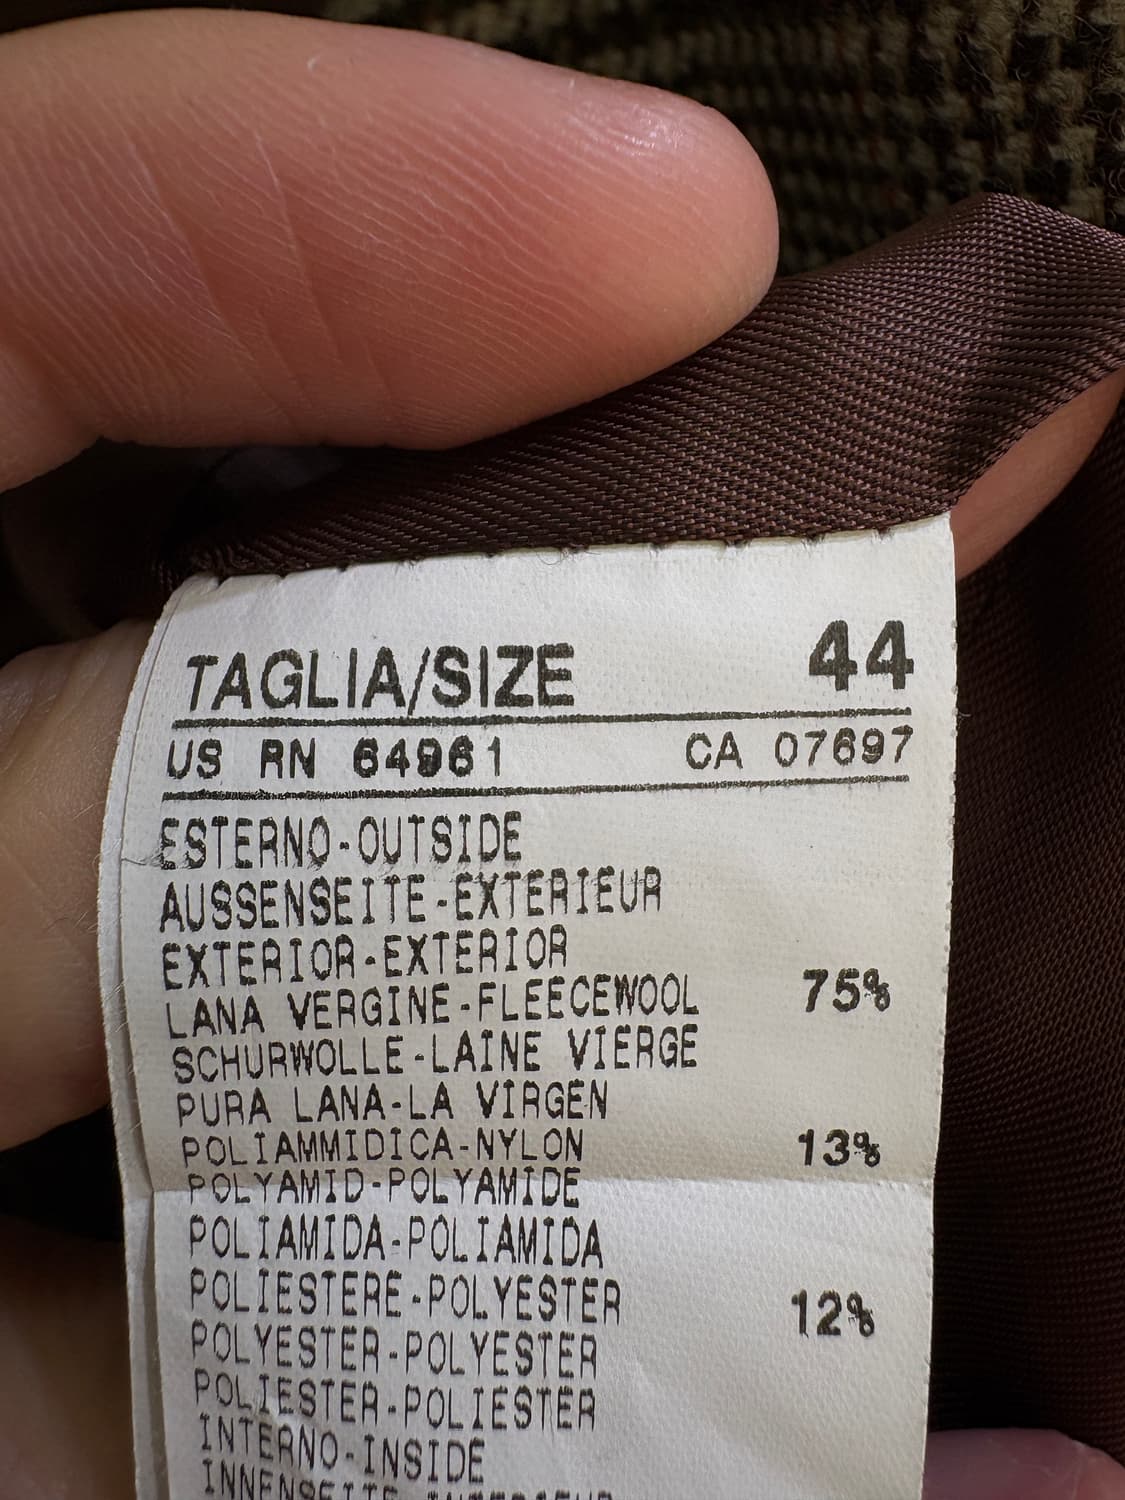 TAGLIA/SIZE 44
US RN 64961 CA 07697
ESTERNO-OUTSIDE
AUSSENSEITE-EXTERIEUR
EXTERIOR-EXTERIOR
LANA VERGINE-FLEECEWOOL 75%
SCHURWOLLE-LAINE VIERGE
PURA LANA-LA VIRGEN
POLIAMMIDICA-NYLON 13%
POLYAMID-POLYAMIDE
POLIAMIDA-POLIAMIDA
POLIESTERE-POLYESTER 12%
POLYESTER-POLYESTER
POLIESTER-POLIESTER
INTERNO-INSIDE
INNENSEITE-INTERIEUR